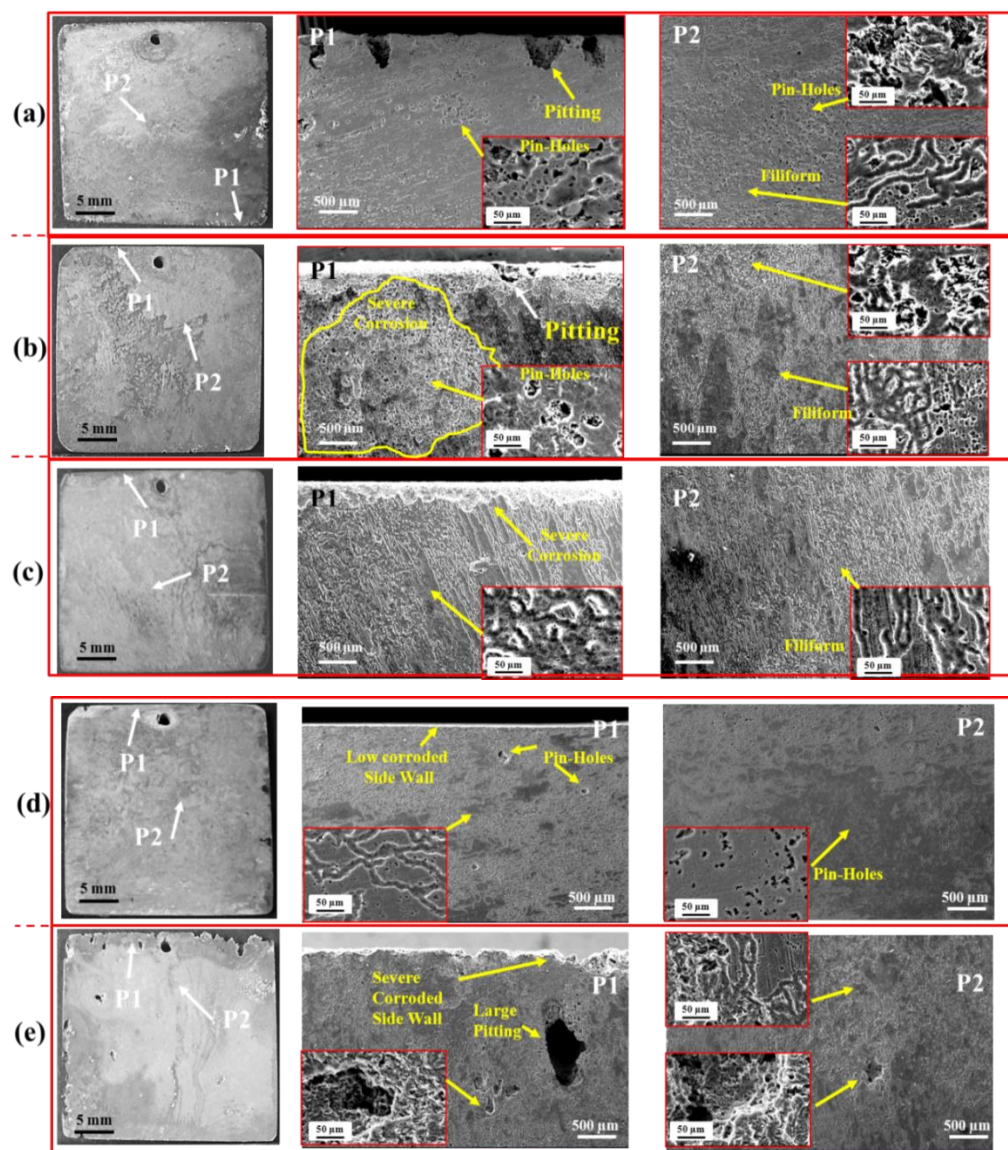 (a)
P2
P1
5 mm
P1
Pitting
Pin-Holes
500 µm
50 µm
P2
Pin-Holes
Filiform
500 µm
50 µm
50 µm
(b)
P1
P2
5 mm
P1
Severe
Corrosion
Pitting
Pin-Holes
500 µm
50 µm
P2
Filiform
500 µm
50 µm
50 µm
(c)
P1
P2
5 mm
P1
Severe
Corrosion
500 µm
50 µm
P2
Filiform
500 µm
50 µm
(d)
P1
P2
5 mm
P1
Low corroded
Side Wall
Pin-Holes
50 µm
500 µm
P2
Pin-Holes
50 µm
500 µm
(e)
P1
P2
5 mm
P1
Severe
Corroded
Side Wall
Large
Pitting
50 µm
500 µm
P2
50 µm
50 µm
500 µm